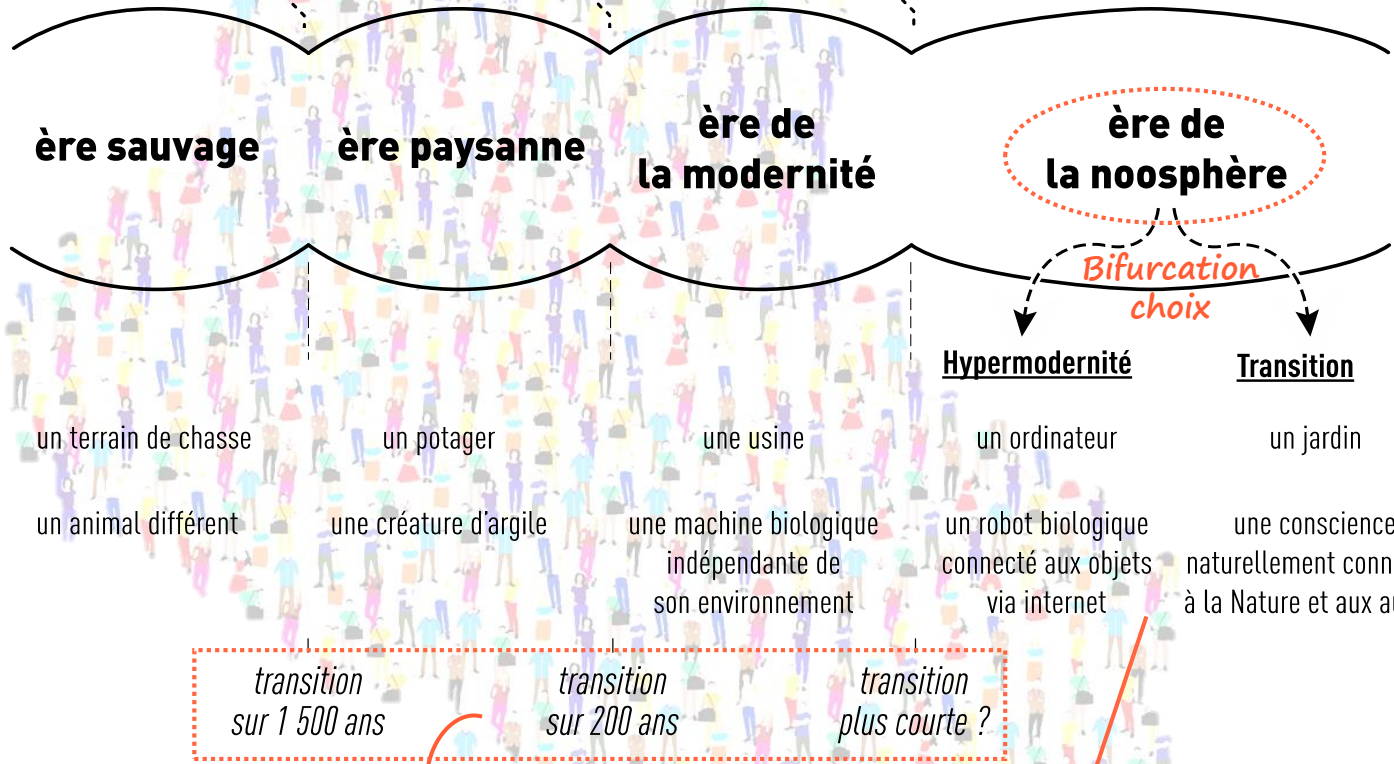 ère sauvage
ère paysanne
ère de
la modernité
ère de
la noosphère
Bifurcation
choix
Hypermodernité
Transition
un terrain de chasse
un potager
une usine
un ordinateur
un jardin
un animal différent
une créature d'argile
une machine biologique
indépendante de
son environnement
un robot biologique
connecté aux objets
via internet
une conscience
naturellement
à la Nature et aux
transition
sur 1 500 ans
transition
sur 200 ans
transition
plus courte ?